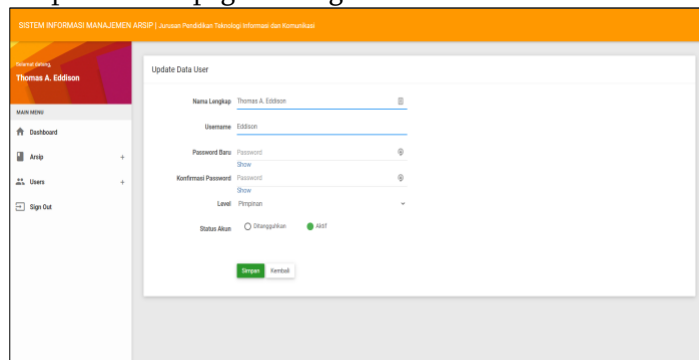 SISTEM INFORMASI MANAJEMEN ARSIP | Jurusan Pendidikan Teknologi Informasi dan Komunikasi
Selamat datang,
Thomas A. Eddison
MAIN MENU
Dashboard
Arsip +
Users +
Sign Out
Update Data User
Nama Lengkap Thomas A. Eddison
Username Eddison
Password Baru Password
Show
Konfirmasi Password Password
Show
Level Pimpinan
Status Akun Ditangguhkan Aktif
Simpan Kembali